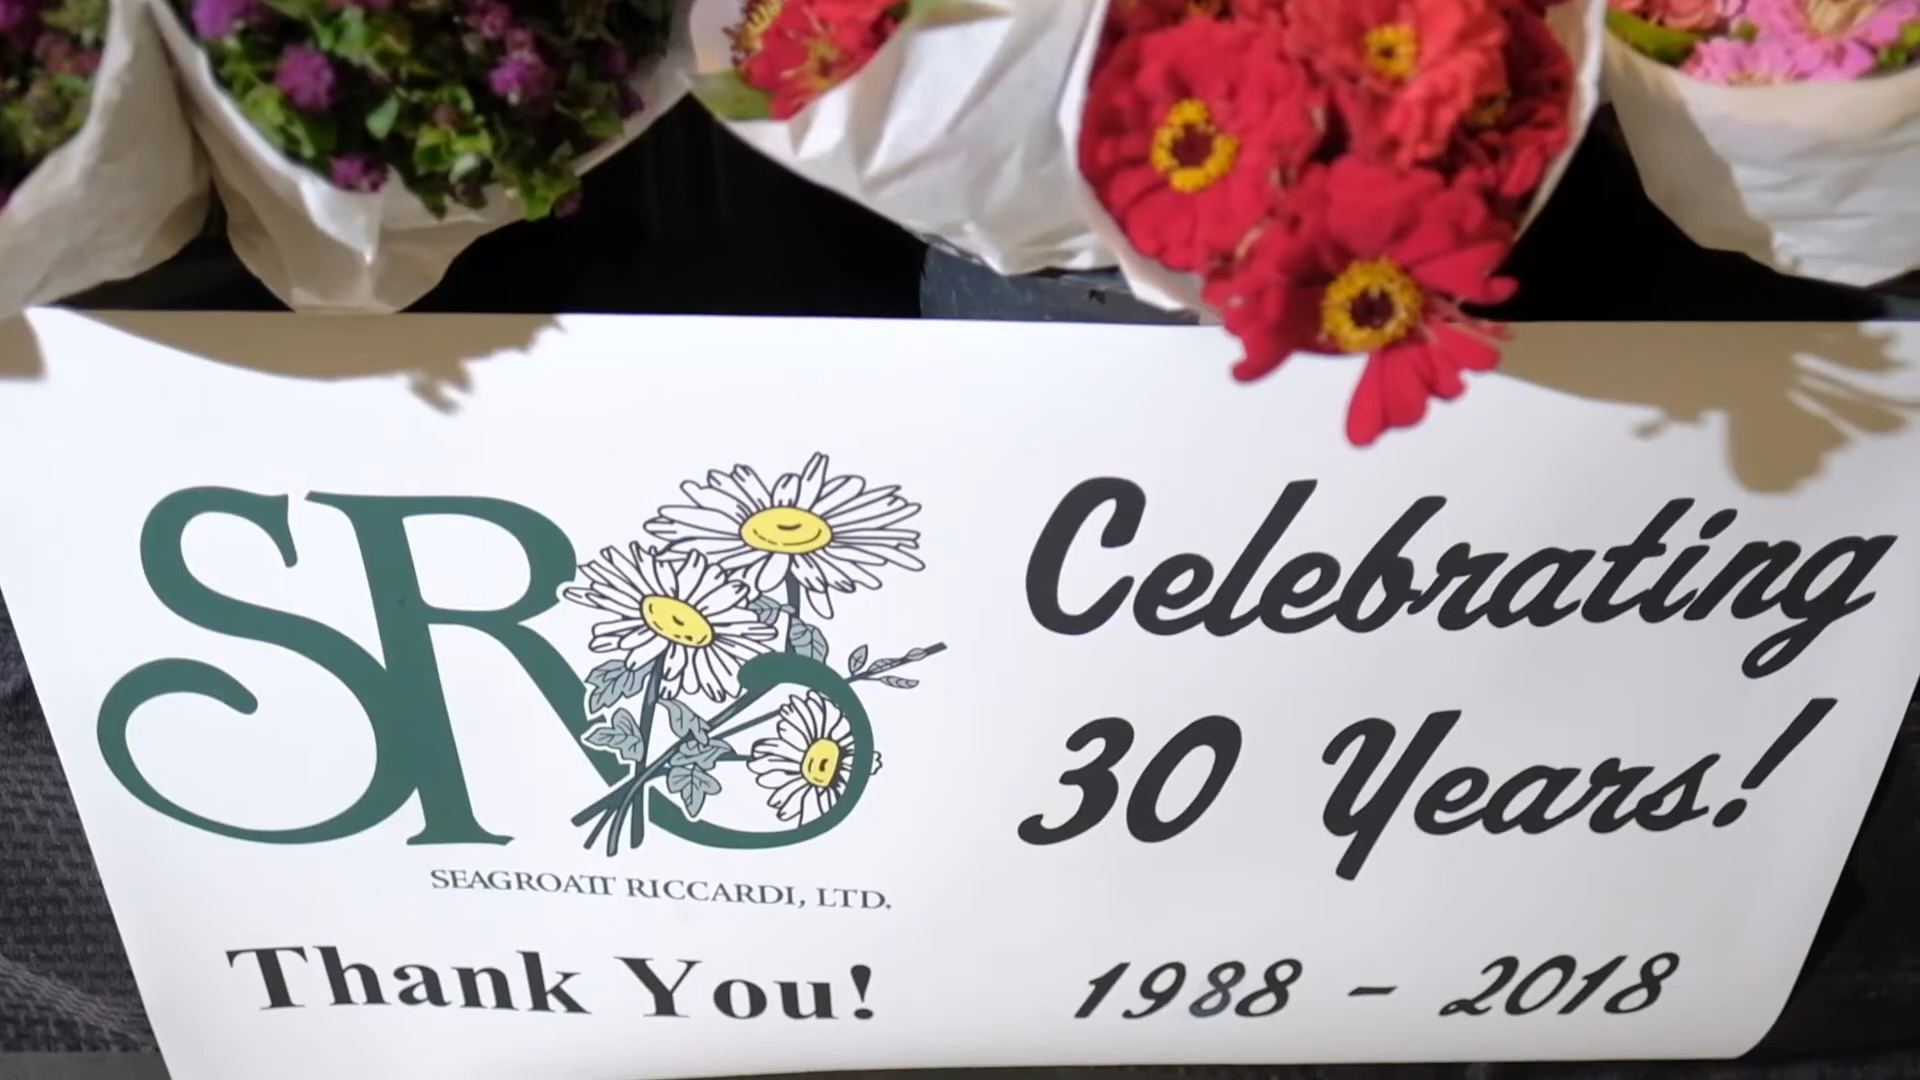 SR
SEAGROATT RICCARDI, LTD.
Thank You!
Celebrating
30 Years!
1988 - 2018